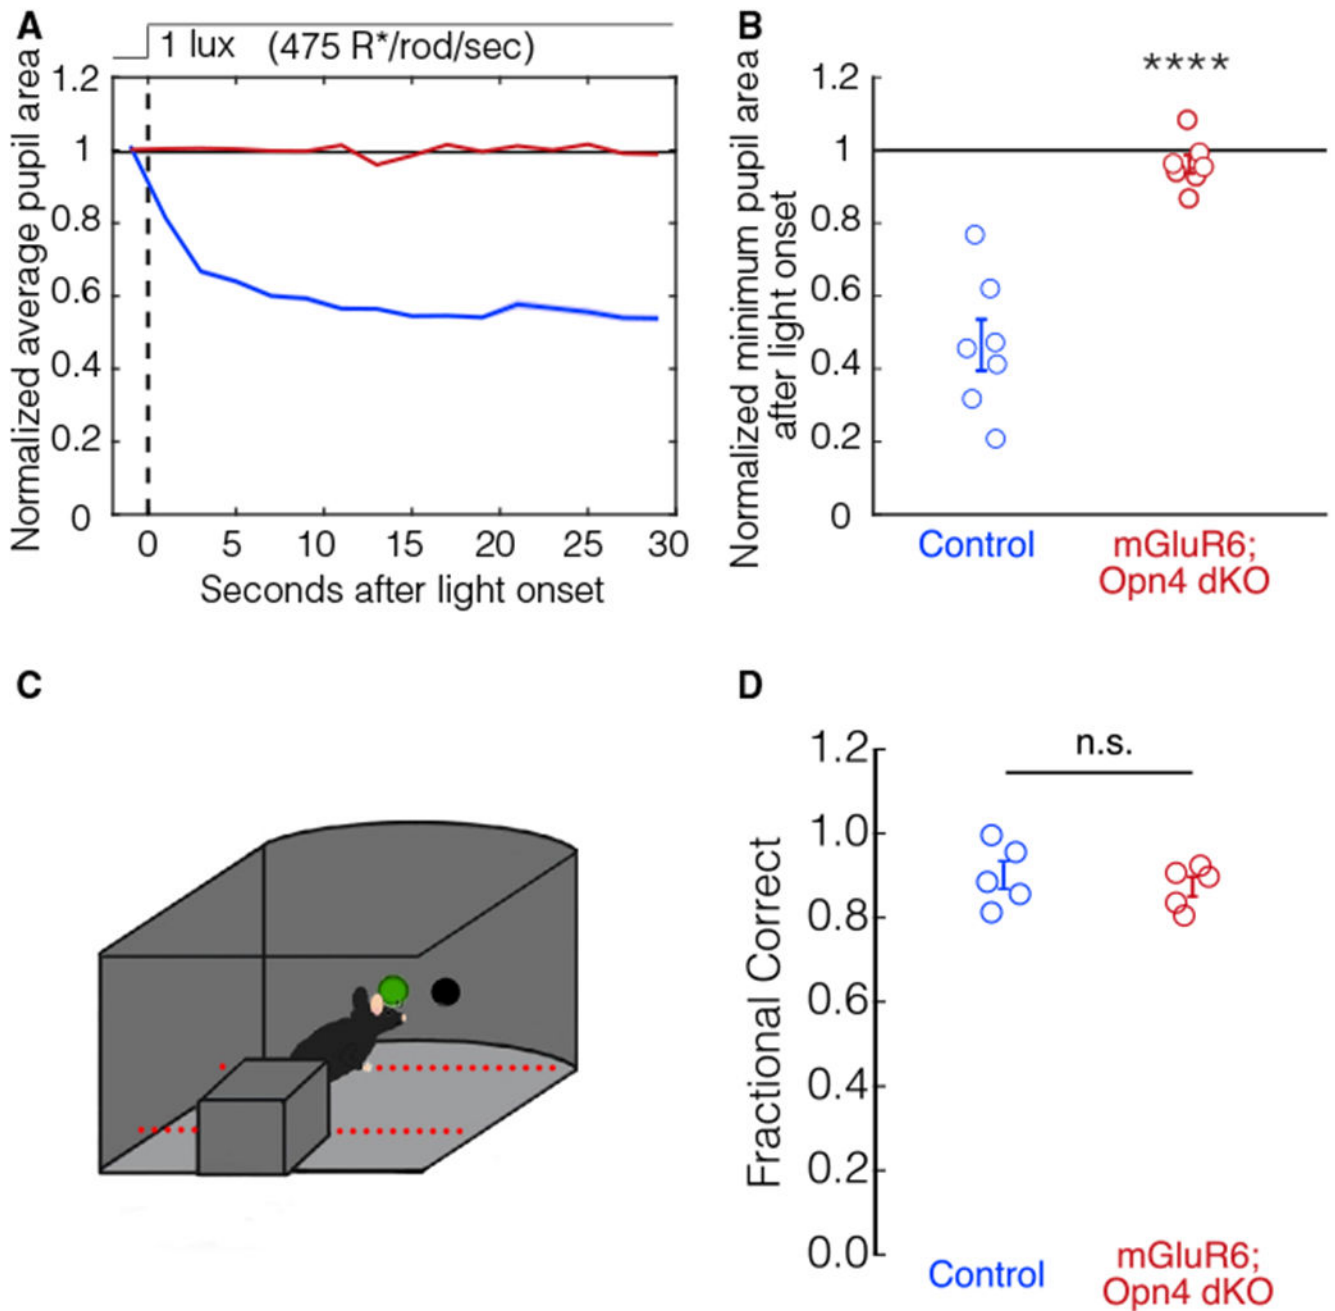 A
1 lux (475 R*/rod/sec)
Normalized average pupil area
1.2
1
0.8
0.6
0.4
0.2
0
0 5 10 15 20 25 30
Seconds after light onset
B
****
Normalized minimum pupil area
after light onset
1.2
1
0.8
0.6
0.4
0.2
0
Control
mGluR6;
Opn4 dKO
C
D
n.s.
Fractional Correct
1.2
1.0
0.8
0.6
0.4
0.2
0.0
Control
mGluR6;
Opn4 dKO